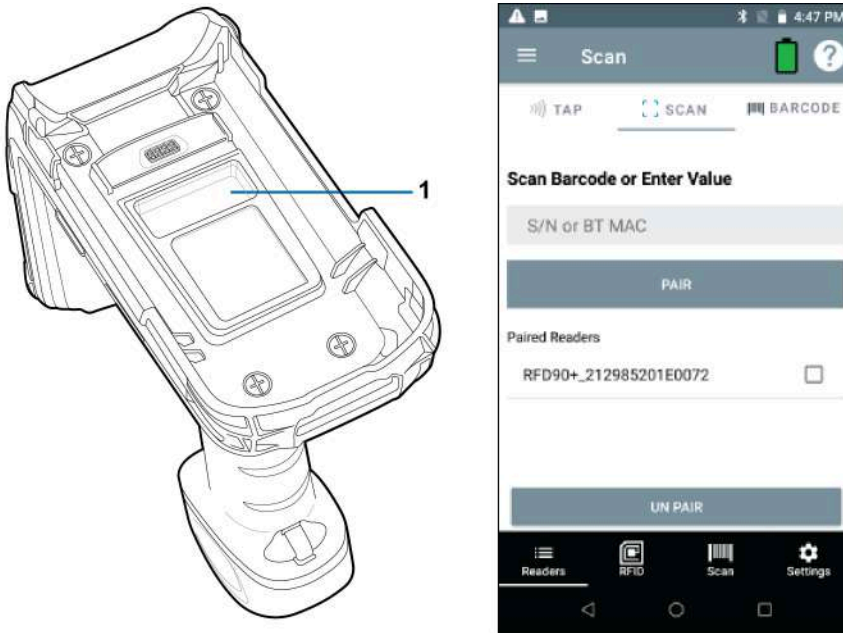 1
4:47 PM
Scan
?
TAP
SCAN
BARCODE
Scan Barcode or Enter Value
S/N or BT MAC
PAIR
Paired Readers
RFD90+_212985201E0072
UN PAIR
Readers
RFID
Scan
Settings